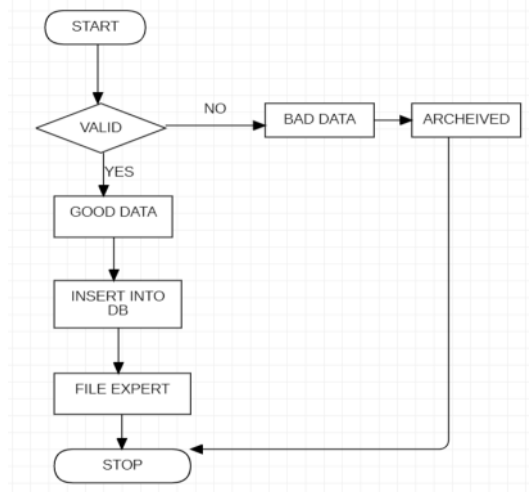 START
VALID
NO
BAD DATA
ARCHEIVED
YES
GOOD DATA
INSERT INTO
DB
FILE EXPERT
STOP